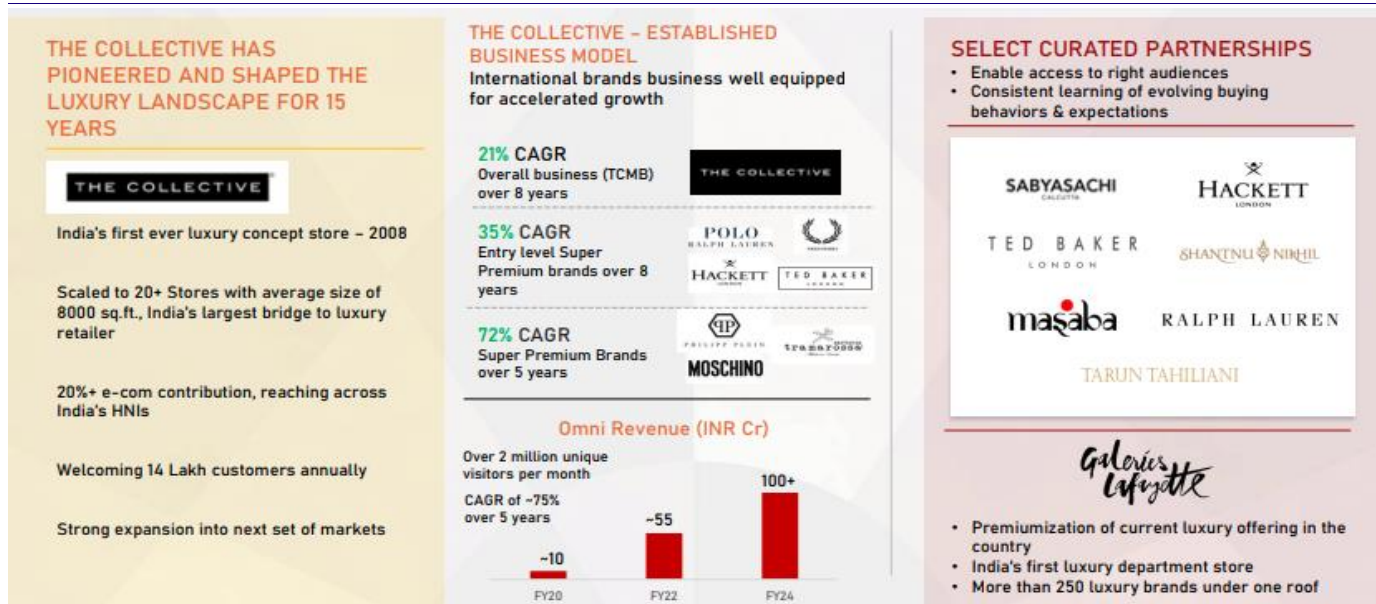 THE COLLECTIVE HAS
PIONEERED AND SHAPED THE
LUXURY LANDSCAPE FOR 15
YEARS
THE COLLECTIVE
India's first ever luxury concept store – 2008
Scaled to 20+ Stores with average size of
8000 sq.ft., India's largest bridge to luxury
retailer
20%+ e-com contribution, reaching across
India's HNIs
Welcoming 14 Lakh customers annually
Strong expansion into next set of markets
THE COLLECTIVE – ESTABLISHED
BUSINESS MODEL
International brands business well equipped
for accelerated growth
21% CAGR
Overall business (TCMB)
over 8 years
THE COLLECTIVE
35% CAGR
Entry level Super
Premium brands over 8
years
POLO
RALPH LAUREN
HACKETT
LONDON
TED BAKER
LONDON
72% CAGR
Super Premium Brands
over 5 years
PHILIPP PLEIN
tramarossa
MOSCHINO
Omni Revenue (INR Cr)
Over 2 million unique
visitors per month
CAGR of ~75%
over 5 years
~10
~55
100+
FY20
FY22
FY24
SELECT CURATED PARTNERSHIPS
• Enable access to right audiences
• Consistent learning of evolving buying
behaviors & expectations
SABYASACHI
CALCUTTA
HACKETT
LONDON
TED BAKER
LONDON
SHANTNU NIKHIL
masaba
RALPH LAUREN
TARUN TAHILIANI
Galeries
Lafayette
• Premiumization of current luxury offering in the
country
• India's first luxury department store
• More than 250 luxury brands under one roof